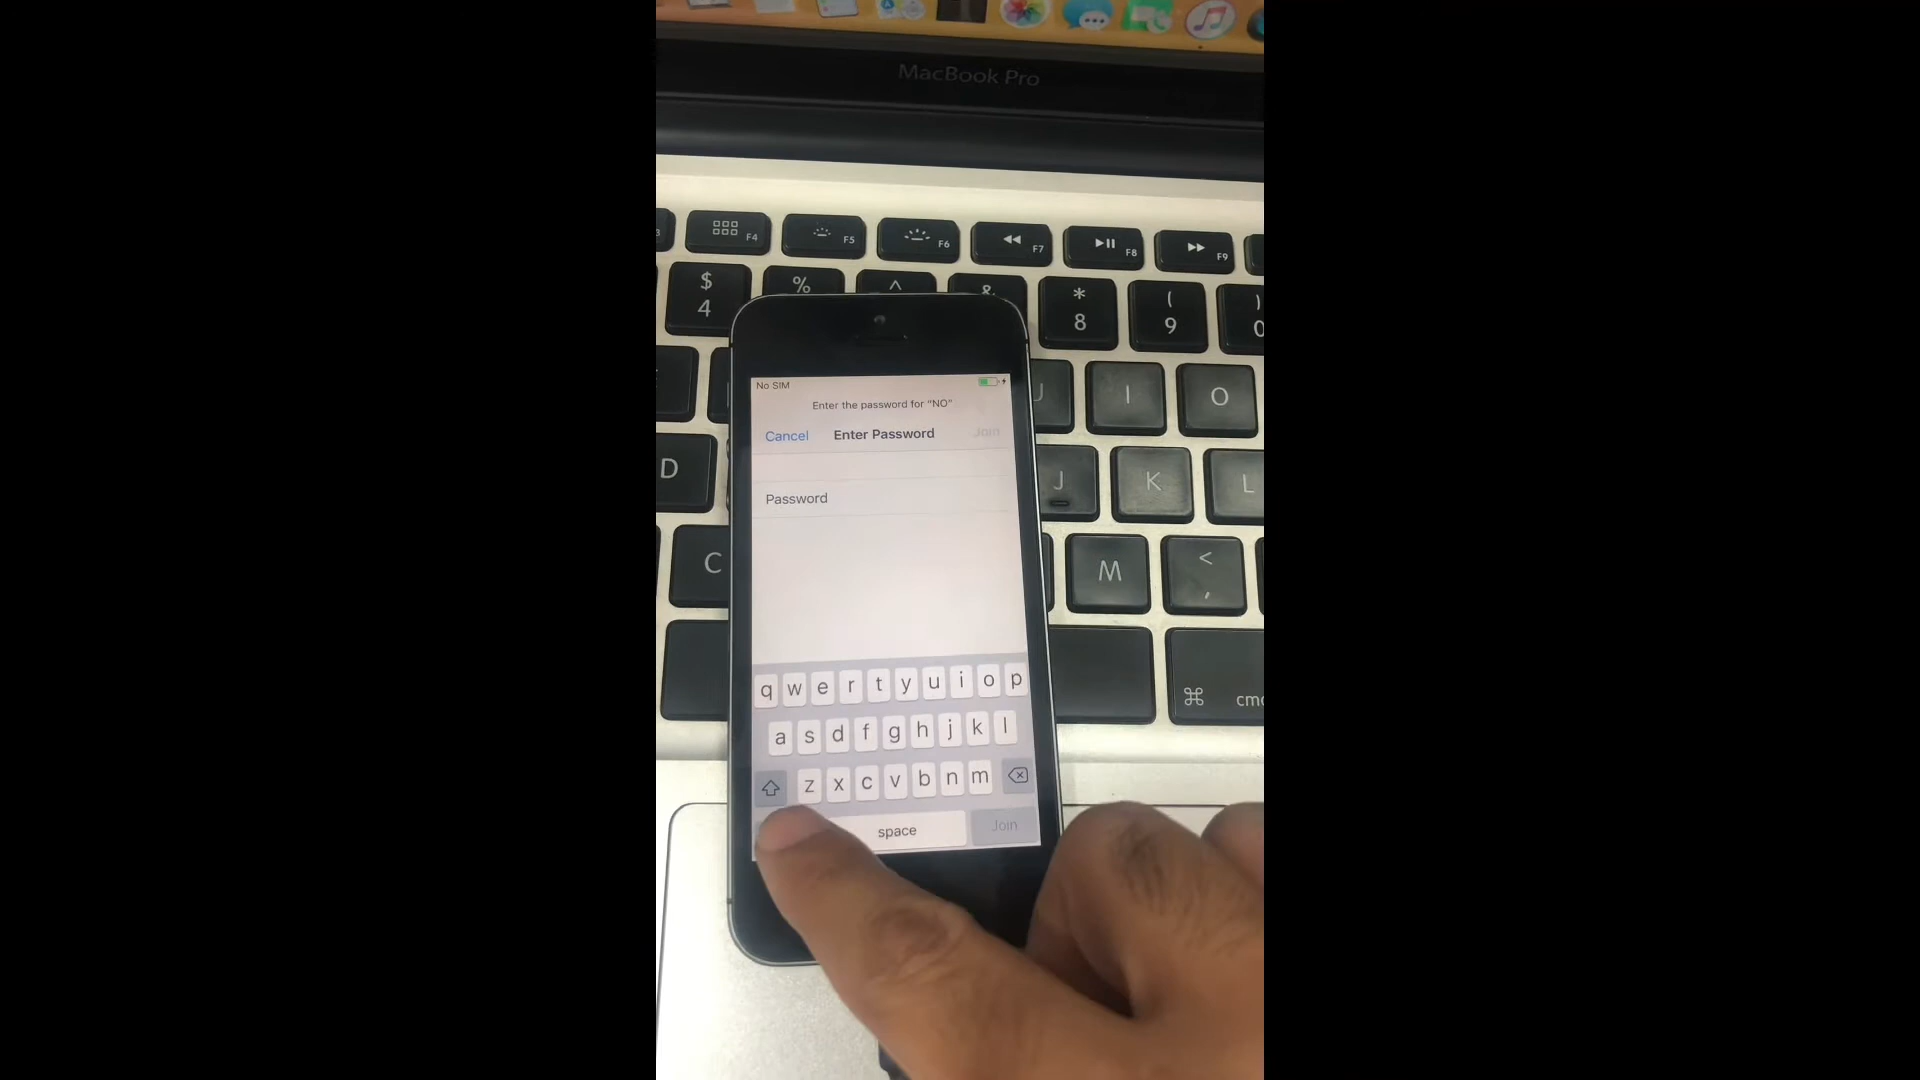 MacBook Pro
F4
F5
F6
F7
F8
F9
$
4
%
^
&
*
8
(
9
)
0
No SIM
Enter the password for “NO”
Cancel
Enter Password
Join
Password
J
I
O
D
J
K
L
C
M
<
,
⌘
cm
q w e r t y u i o p
a s d f g h j k l
z x c v b n m
space
Join